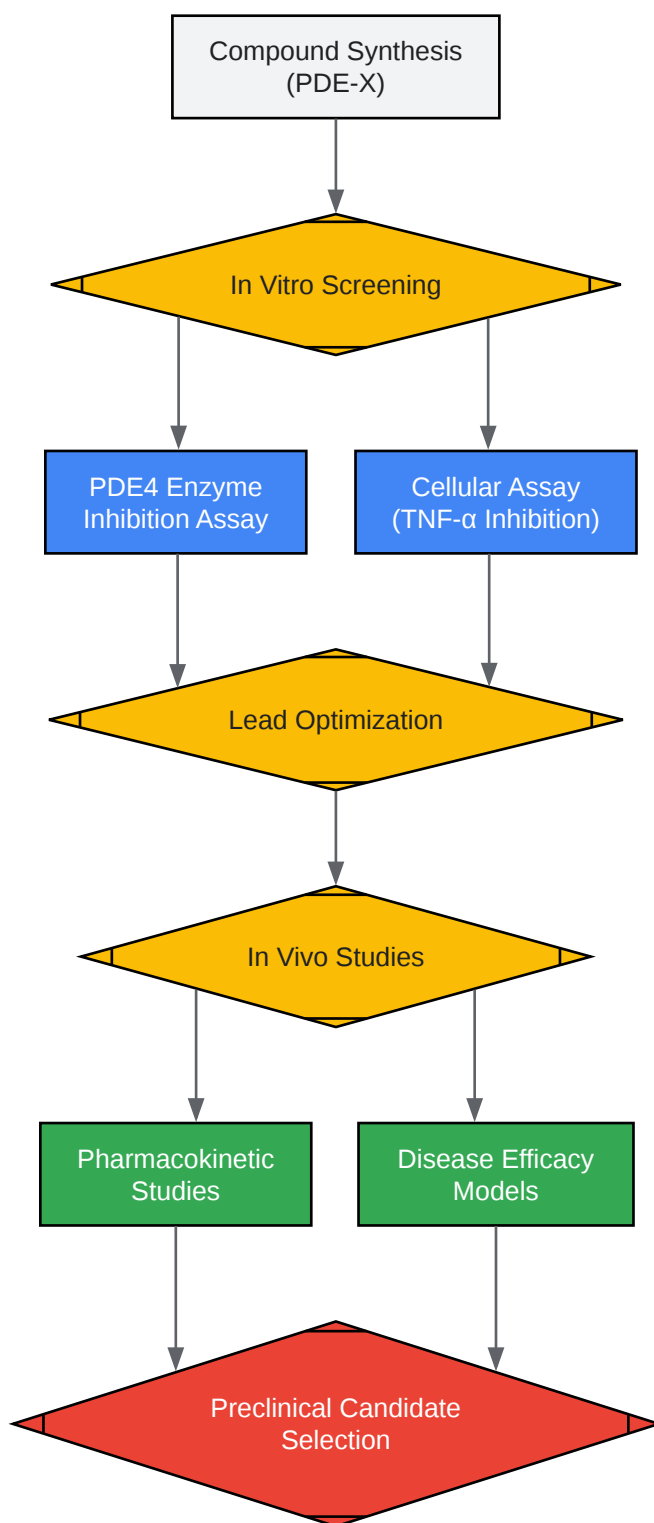 Compound Synthesis
(PDE-X)
In Vitro Screening
PDE4 Enzyme
Inhibition Assay
Cellular Assay
(TNF-α Inhibition)
Lead Optimization
In Vivo Studies
Pharmacokinetic
Studies
Disease Efficacy
Models
Preclinical Candidate
Selection